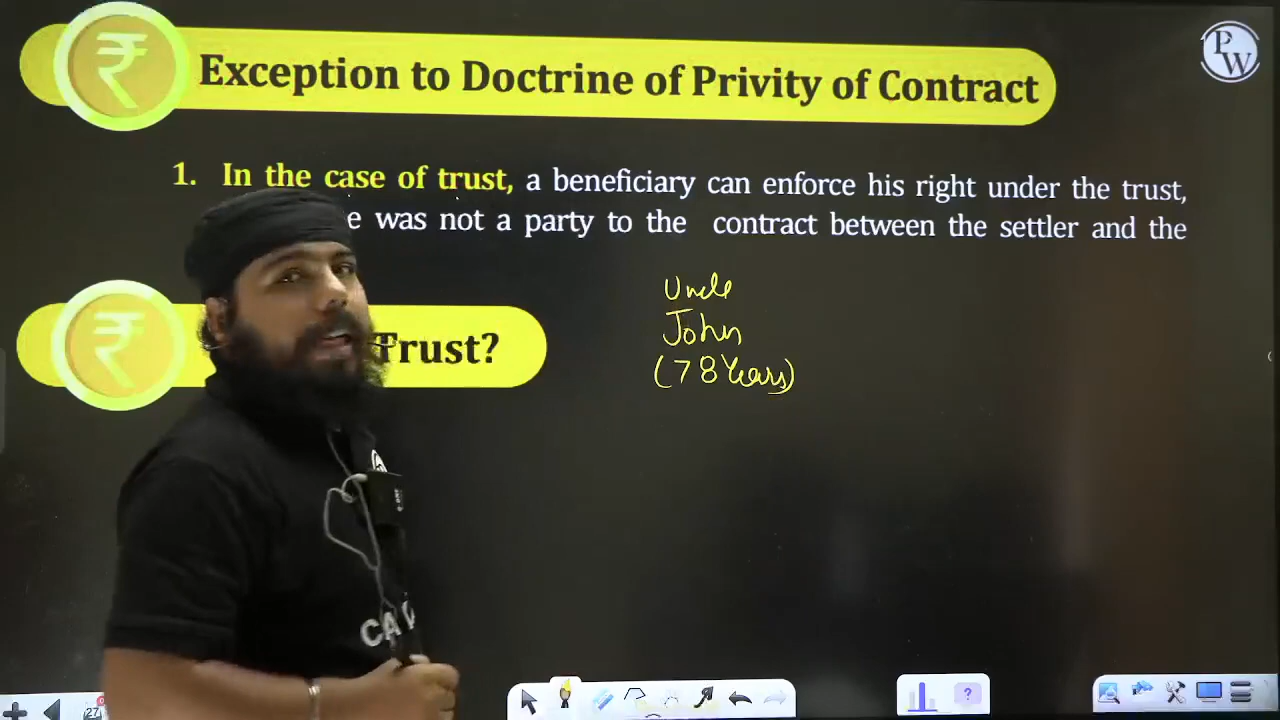 ₹
Exception to Doctrine of Privity of Contract
PW
1. In the case of trust, a beneficiary can enforce his right under the trust,
e was not a party to the contract between the settler and the
Uncle
John
(78 Years)
₹
Trust?
CA
27
?